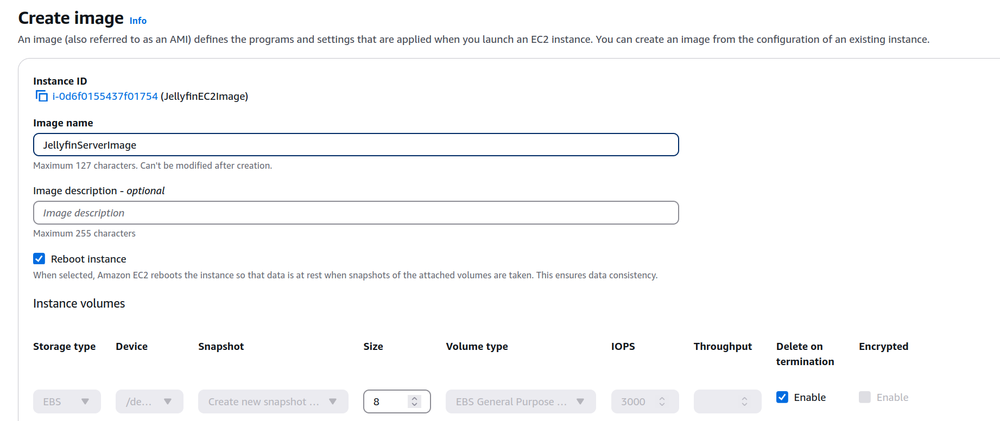 Create image Info
An image (also referred to as an AMI) defines the programs and settings that are applied when you launch an EC2 instance. You can create an image from the configuration of an existing instance.
Instance ID
i-0d6f0155437f01754 (JellyfinEC2Image)
Image name
JellyfinServerImage
Maximum 127 characters. Can't be modified after creation.
Image description - optional
Image description
Maximum 255 characters
Reboot instance
When selected, Amazon EC2 reboots the instance so that data is at rest when snapshots of the attached volumes are taken. This ensures data consistency.
Instance volumes
Storage type Device Snapshot Size Volume type IOPS Throughput Delete on termination Encrypted
EBS /de... Create new snapshot ... 8 EBS General Purpose ... 3000 Enable Enable